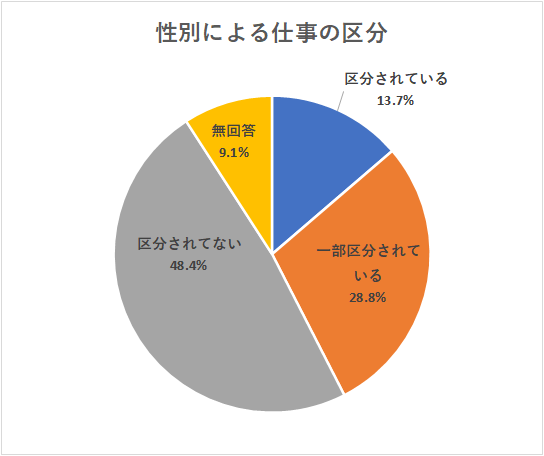 性別による仕事の区分
区分されている
13.7%
無回答
9.1%
区分されてない
48.4%
一部区分されて
いる
28.8%